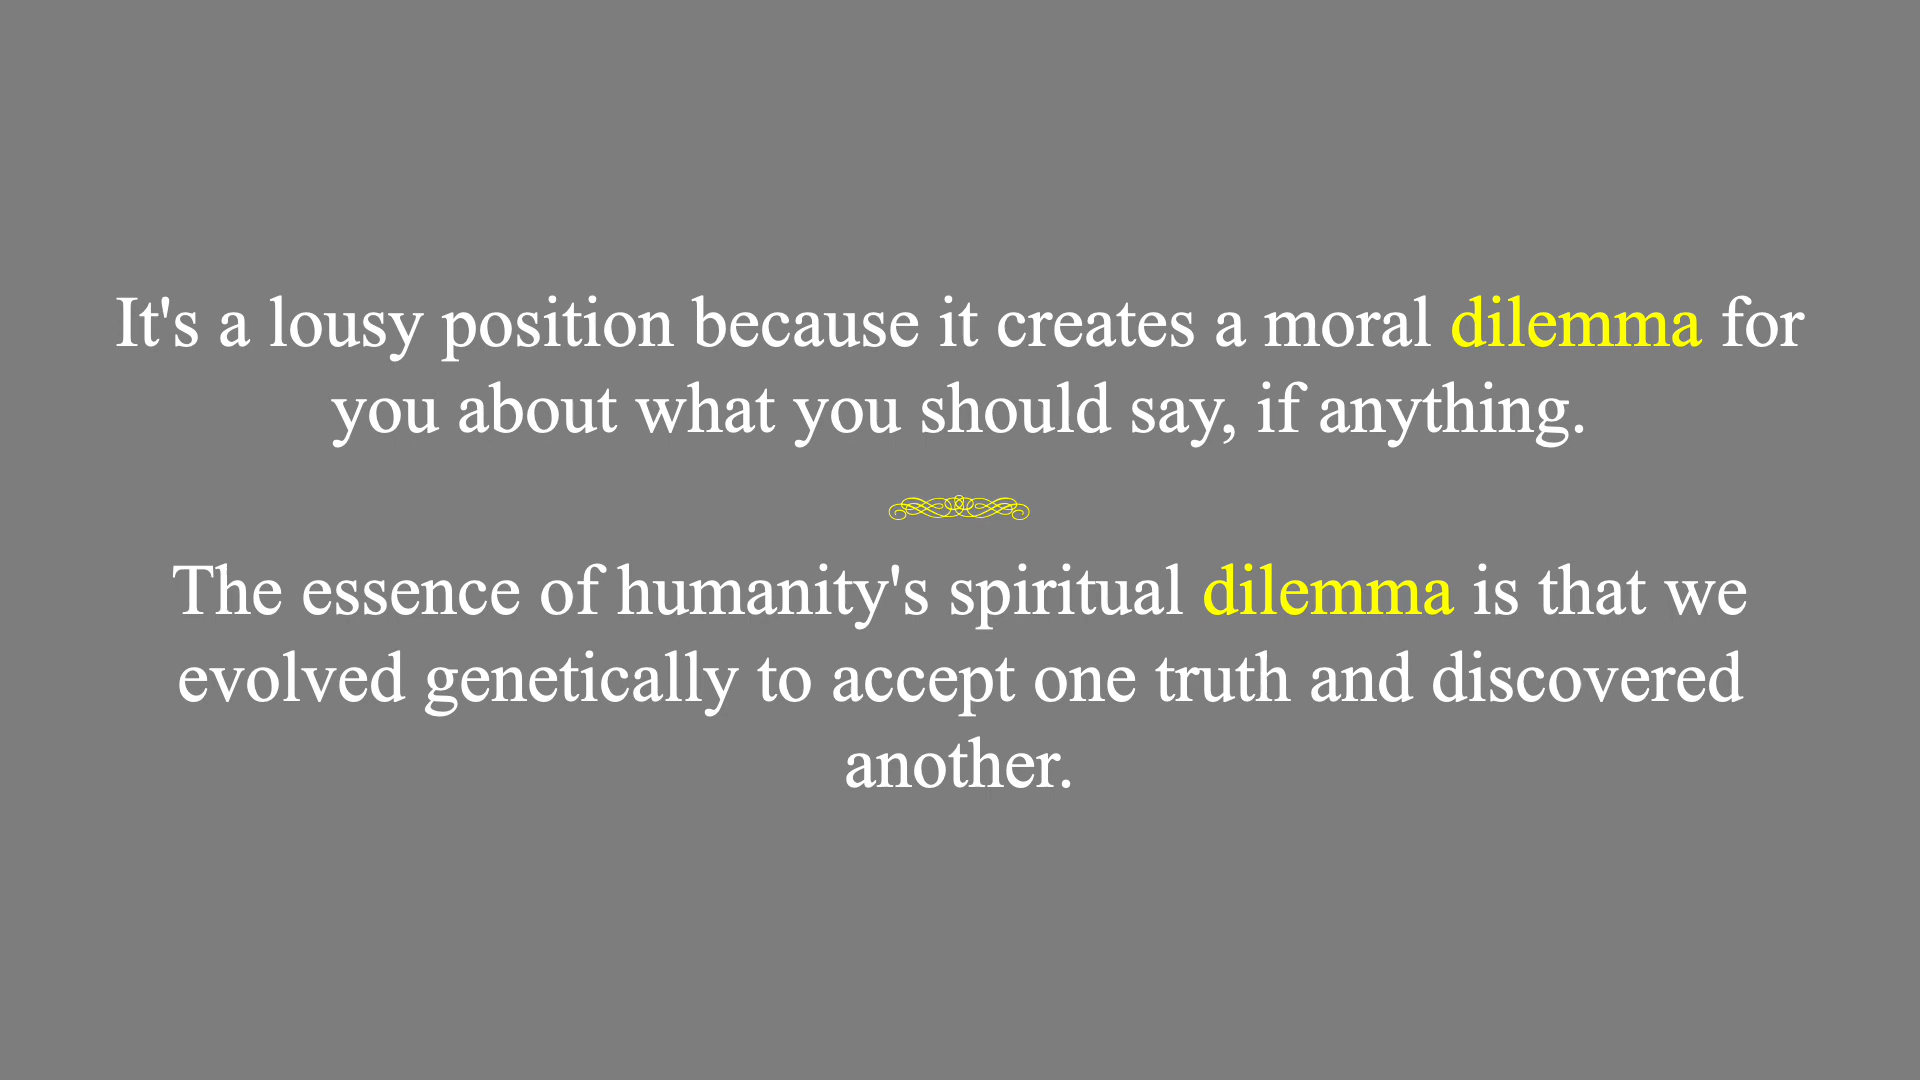 It's a lousy position because it creates a moral dilemma for
you about what you should say, if anything.
The essence of humanity's spiritual dilemma is that we
evolved genetically to accept one truth and discovered
another.